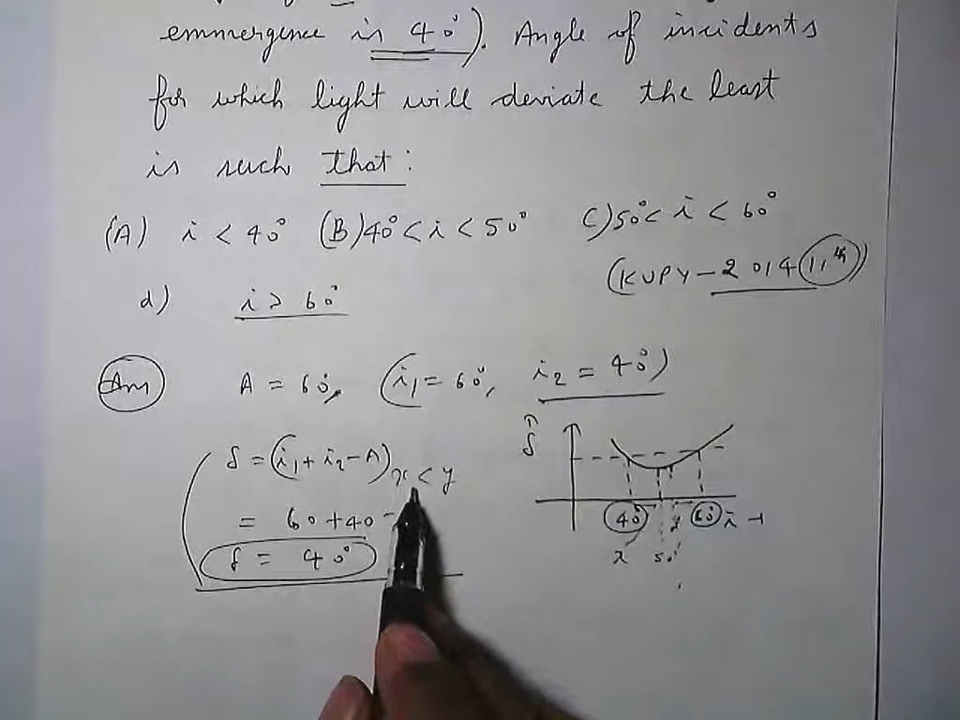 emmergence is 40°). Angle of incidents
for which light will deviate the least
is such that:
(A) i < 40° (B) 40° < i < 50° C) 50° < i < 60°
(KVPY - 2014 11th)
d) i > 60°
Ans A = 60°, (i1 = 60°, i2 = 40°)
δ = (i1 + i2 - A) x < y
= 60 + 40 -
δ = 40°
δ
40 y 60 i →
x 50